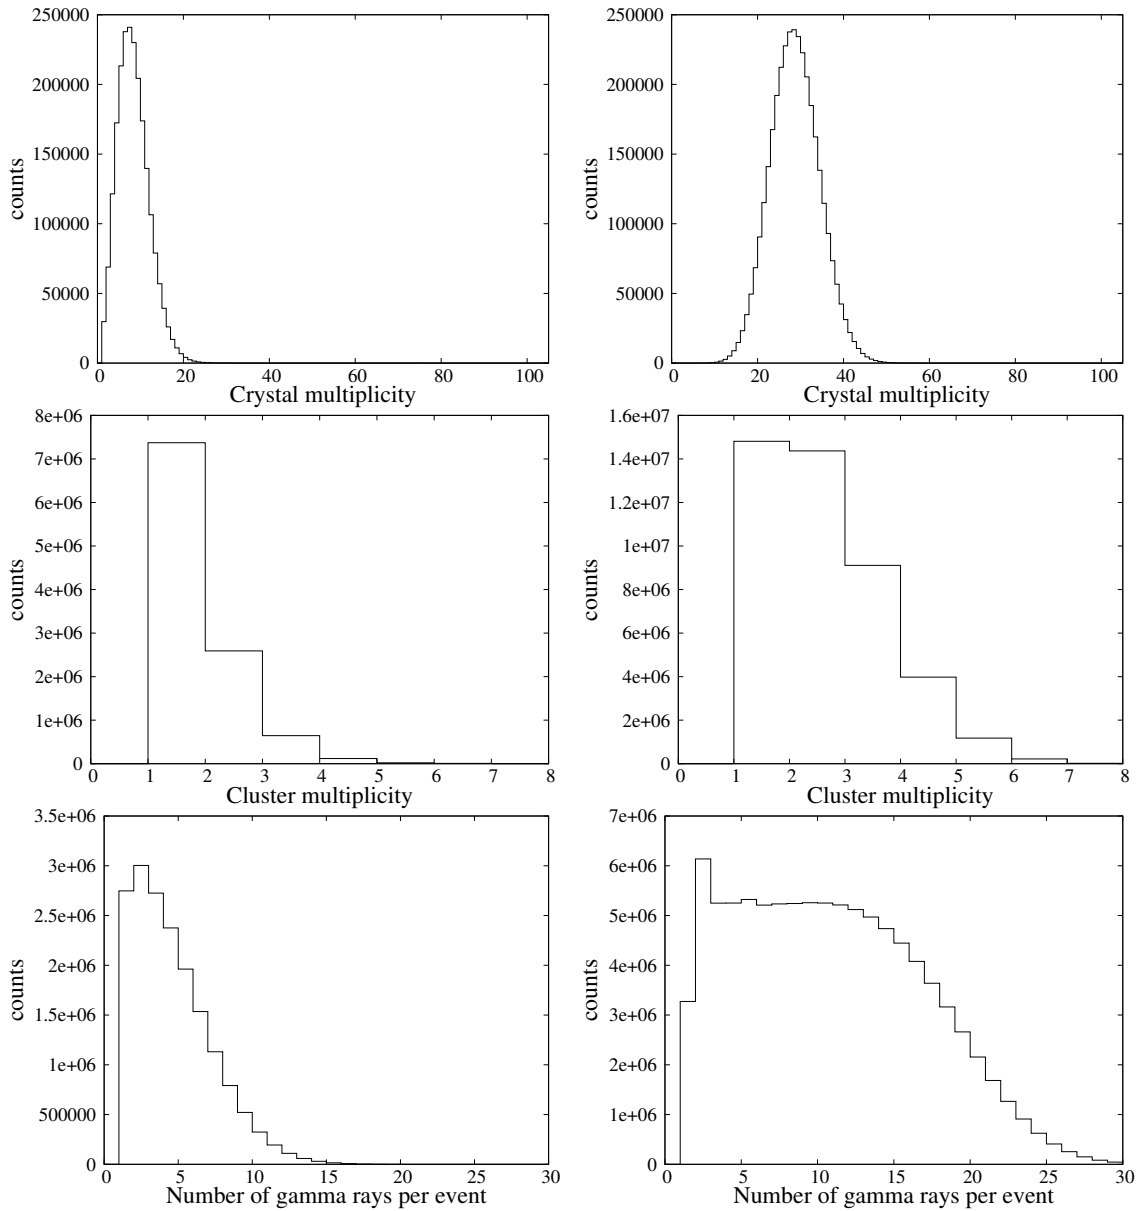 250000
200000
150000
100000
50000
0
counts
0 20 40 60 80 100
Crystal multiplicity
250000
200000
150000
100000
50000
0
counts
0 20 40 60 80 100
Crystal multiplicity
8e+06
7e+06
6e+06
5e+06
4e+06
3e+06
2e+06
1e+06
0
counts
0 1 2 3 4 5 6 7 8
Cluster multiplicity
1.6e+07
1.4e+07
1.2e+07
1e+07
8e+06
6e+06
4e+06
2e+06
0
counts
0 1 2 3 4 5 6 7 8
Cluster multiplicity
3.5e+06
3e+06
2.5e+06
2e+06
1.5e+06
1e+06
500000
0
counts
0 5 10 15 20 25 30
Number of gamma rays per event
7e+06
6e+06
5e+06
4e+06
3e+06
2e+06
1e+06
0
counts
0 5 10 15 20 25 30
Number of gamma rays per event